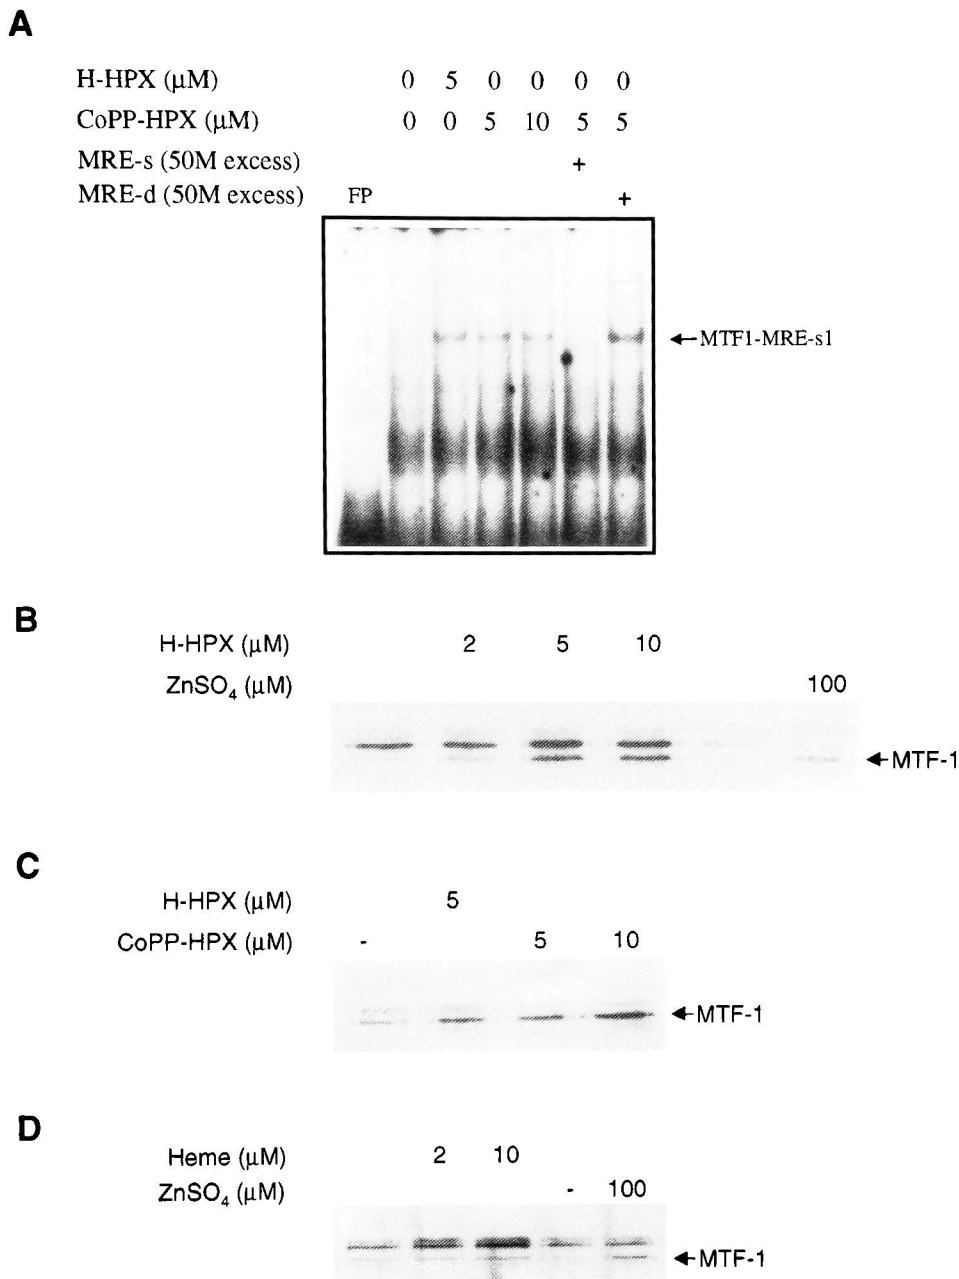 A
H-HPX (μM) 0 5 0 0 0 0
CoPP-HPX (μM) 0 0 5 10 5 5
MRE-s (50M excess) +
MRE-d (50M excess) FP +
MTF1-MRE-s1
B
H-HPX (μM) 2 5 10
ZnSO₄ (μM) 100
MTF-1
C
H-HPX (μM) 5
CoPP-HPX (μM) - 5 10
MTF-1
D
Heme (μM) 2 10
ZnSO₄ (μM) - 100
MTF-1